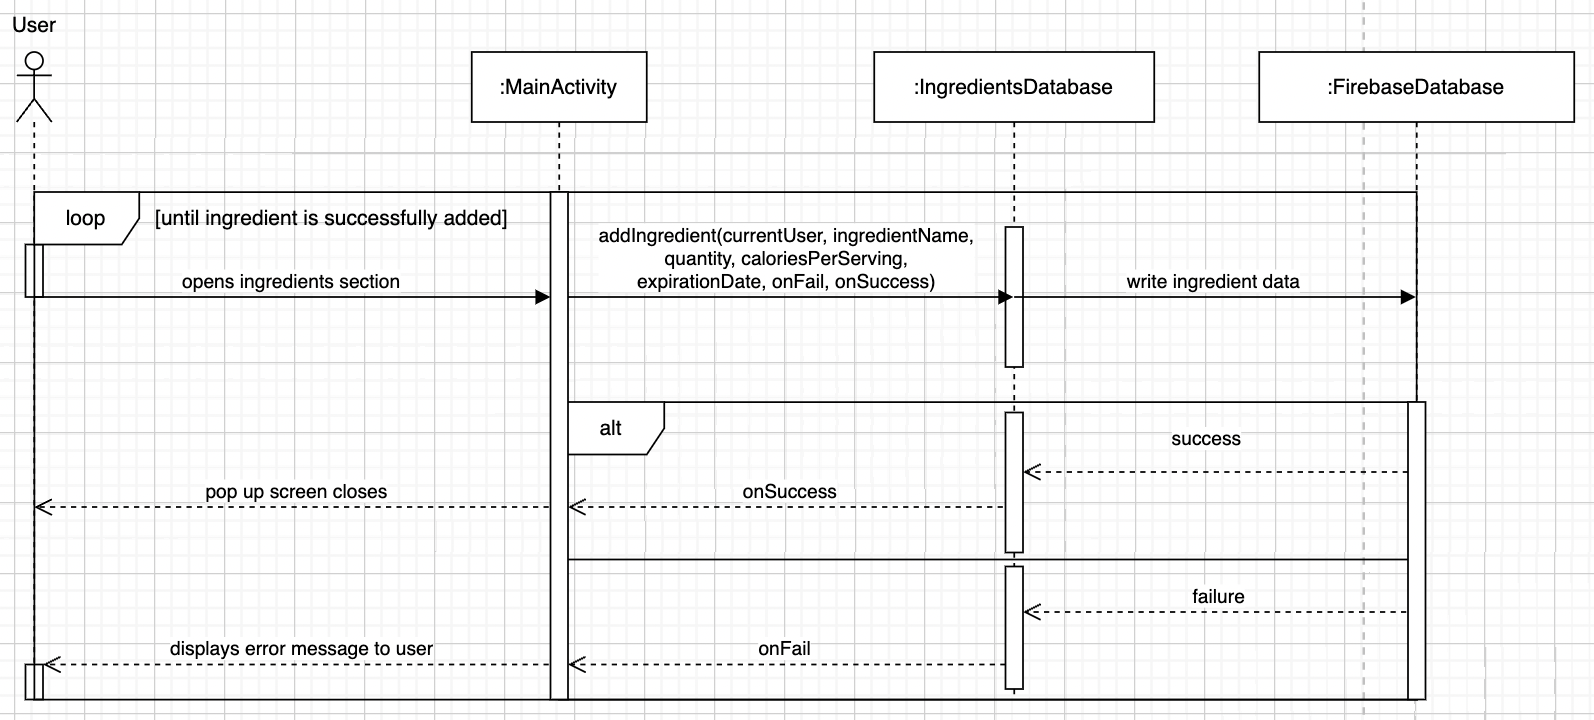 User
:MainActivity
:IngredientsDatabase
:FirebaseDatabase
loop
[until ingredient is successfully added]
addIngredient(currentUser, ingredientName,
quantity, caloriesPerServing,
expirationDate, onFail, onSuccess)
opens ingredients section
write ingredient data
alt
success
pop up screen closes
onSuccess
failure
displays error message to user
onFail